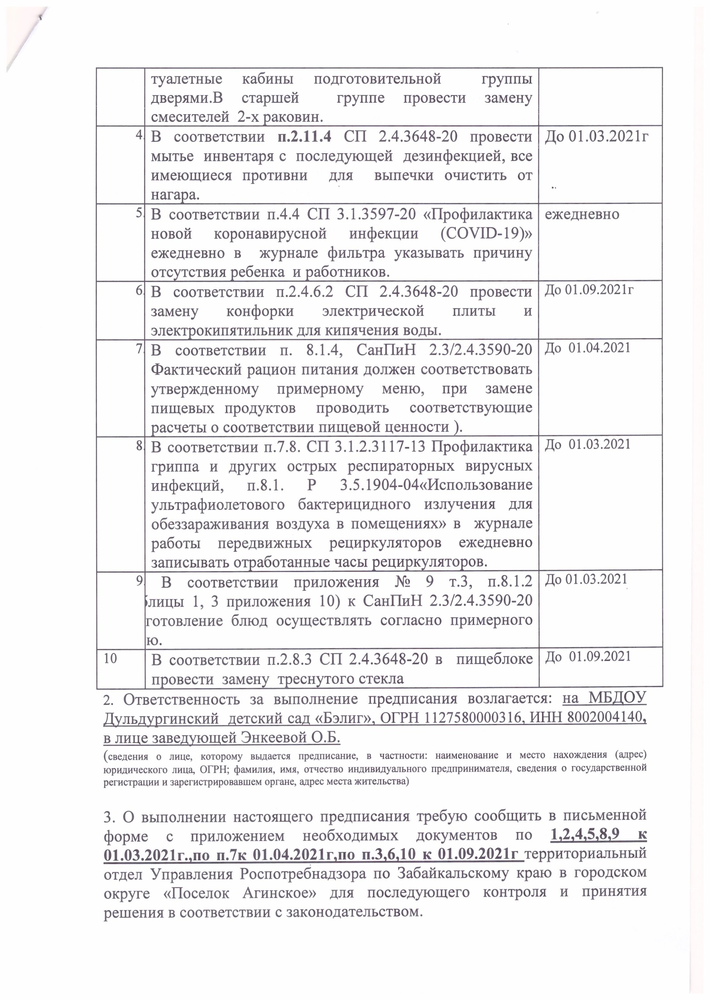 туалетные кабины подготовительной группы
дверями.В старшей группе провести замену
смесителей 2-х раковин.
4. В соответствии п.2.11.4 СП 2.4.3648-20 провести До 01.03.2021г
мытье инвентаря с последующей дезинфекцией, все
имеющиеся противни для выпечки очистить от
нагара.
5. В соответствии п.4.4 СП 3.1.3597-20 «Профилактика ежедневно
новой коронавирусной инфекции (COVID-19)»
ежедневно в журнале фильтра указывать причину
отсутствия ребенка и работников.
6. В соответствии п.2.4.6.2 СП 2.4.3648-20 провести До 01.09.2021г
замену конфорки электрической плиты и
электрокипятильник для кипячения воды.
7. В соответствии п. 8.1.4, СанПиН 2.3/2.4.3590-20 До 01.04.2021
Фактический рацион питания должен соответствовать
утвержденному примерному меню, при замене
пищевых продуктов проводить соответствующие
расчеты о соответствии пищевой ценности ).
8. В соответствии п.7.8. СП 3.1.2.3117-13 Профилактика До 01.03.2021
гриппа и других острых респираторных вирусных
инфекций, п.8.1. Р 3.5.1904-04«Использование
ультрафиолетового бактерицидного излучения для
обеззараживания воздуха в помещениях» в журнале
работы передвижных рециркуляторов ежедневно
записывать отработанные часы рециркуляторов.
9. В соответствии приложения № 9 т.3, п.8.1.2 До 01.03.2021
блицы 1, 3 приложения 10) к СанПиН 2.3/2.4.3590-20
готовление блюд осуществлять согласно примерного
ю.
10 В соответствии п.2.8.3 СП 2.4.3648-20 в пищеблоке До 01.09.2021
провести замену треснутого стекла
2. Ответственность за выполнение предписания возлагается: на МБДОУ
Дульдургинский детский сад «Бэлиг», ОГРН 1127580000316, ИНН 8002004140,
в лице заведующей Энкеевой О.Б.
(сведения о лице, которому выдается предписание, в частности: наименование и место нахождения (адрес)
юридического лица, ОГРН; фамилия, имя, отчество индивидуального предпринимателя, сведения о государственной
регистрации и зарегистрировавшем органе, адрес места жительства)
3. О выполнении настоящего предписания требую сообщить в письменной
форме с приложением необходимых документов по 1,2,4,5,8,9 к
01.03.2021г.,по п.7к 01.04.2021г,по п.3,6,10 к 01.09.2021г территориальный
отдел Управления Роспотребнадзора по Забайкальскому краю в городском
округе «Поселок Агинское» для последующего контроля и принятия
решения в соответствии с законодательством.